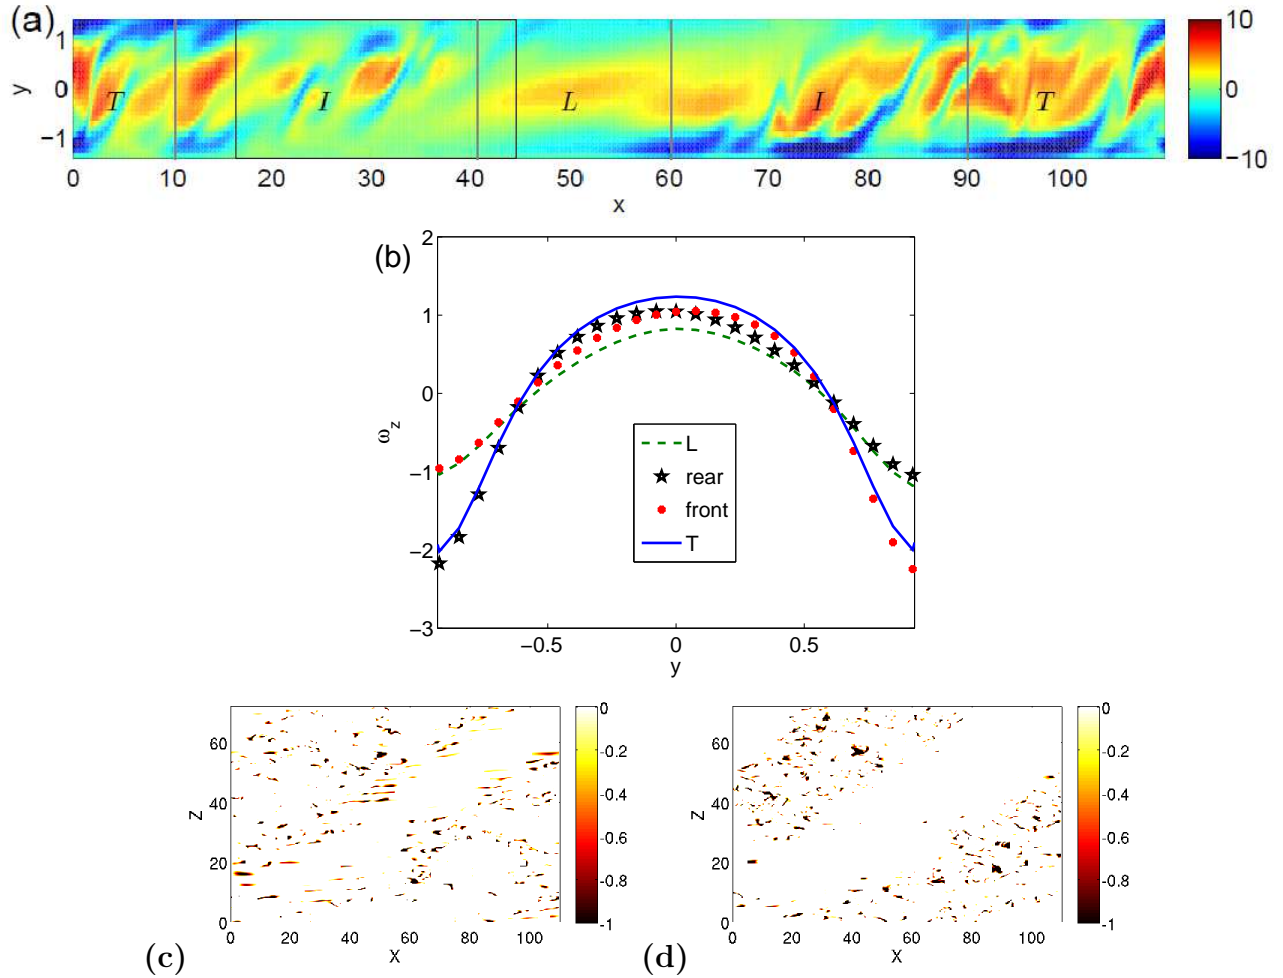 (a)
y
1
0
−1
T
I
L
I
T
10
0
−10
0 10 20 30 40 50 60 70 80 90 100
x
(b)
ω_z
2
1
0
−1
−2
−3
L
rear
front
T
−0.5 0 0.5
y
Z
60
40
20
0
0 20 40 60 80 100
X
0
-0.2
-0.4
-0.6
-0.8
-1
(c)
Z
60
40
20
0
0 20 40 60 80 100
X
0
-0.2
-0.4
-0.6
-0.8
-1
(d)